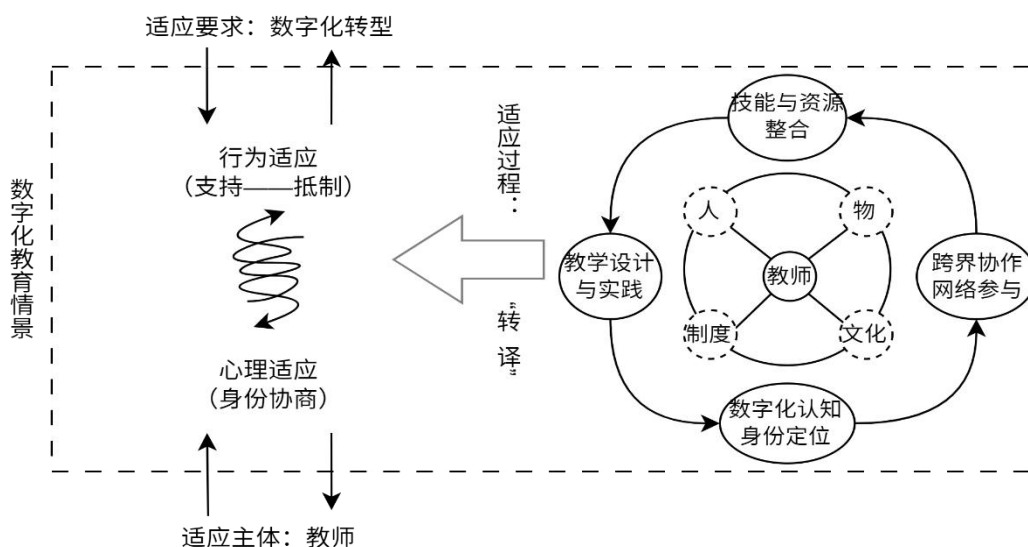 适应要求：数字化转型
数字化教育情景
行为适应
（支持——抵制）
心理适应
（身份协商）
适应主体：教师
适应过程：
“转译”
技能与资源
整合
教学设计
与实践
跨界协作
网络参与
数字化认知
身份定位
人
物
教师
制度
文化